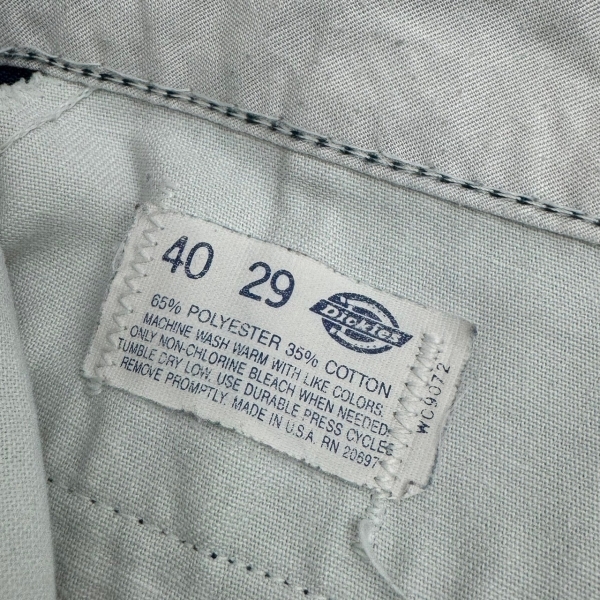 40 29
Dickies
65% POLYESTER 35% COTTON
MACHINE WASH WARM WITH LIKE COLORS.
ONLY NON-CHLORINE BLEACH WHEN NEEDED.
TUMBLE DRY LOW. USE DURABLE PRESS CYCLE
REMOVE PROMPTLY. MADE IN U.S.A. RN 20697
WC9072